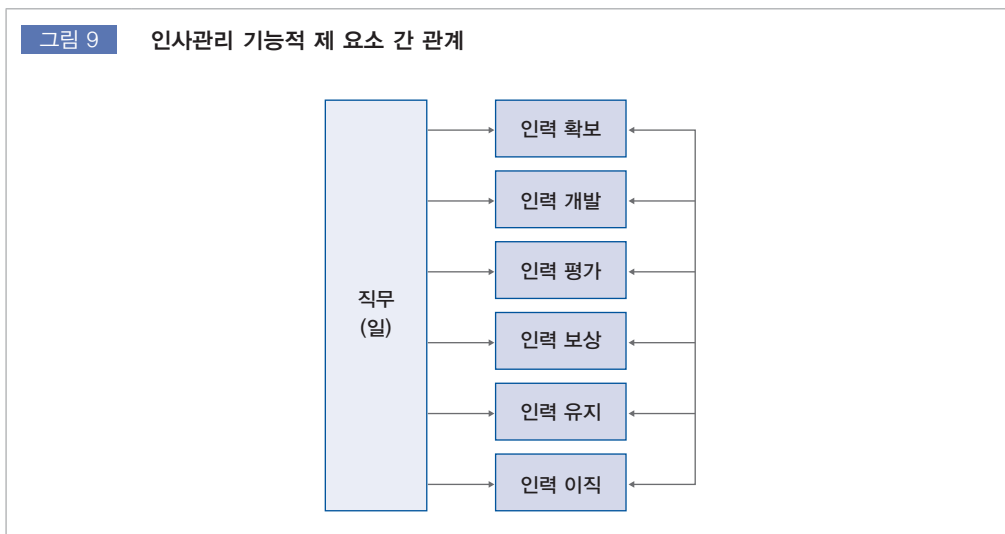 그림 9
인사관리 기능적 제 요소 간 관계
직무
(일)
인력 확보
인력 개발
인력 평가
인력 보상
인력 유지
인력 이직